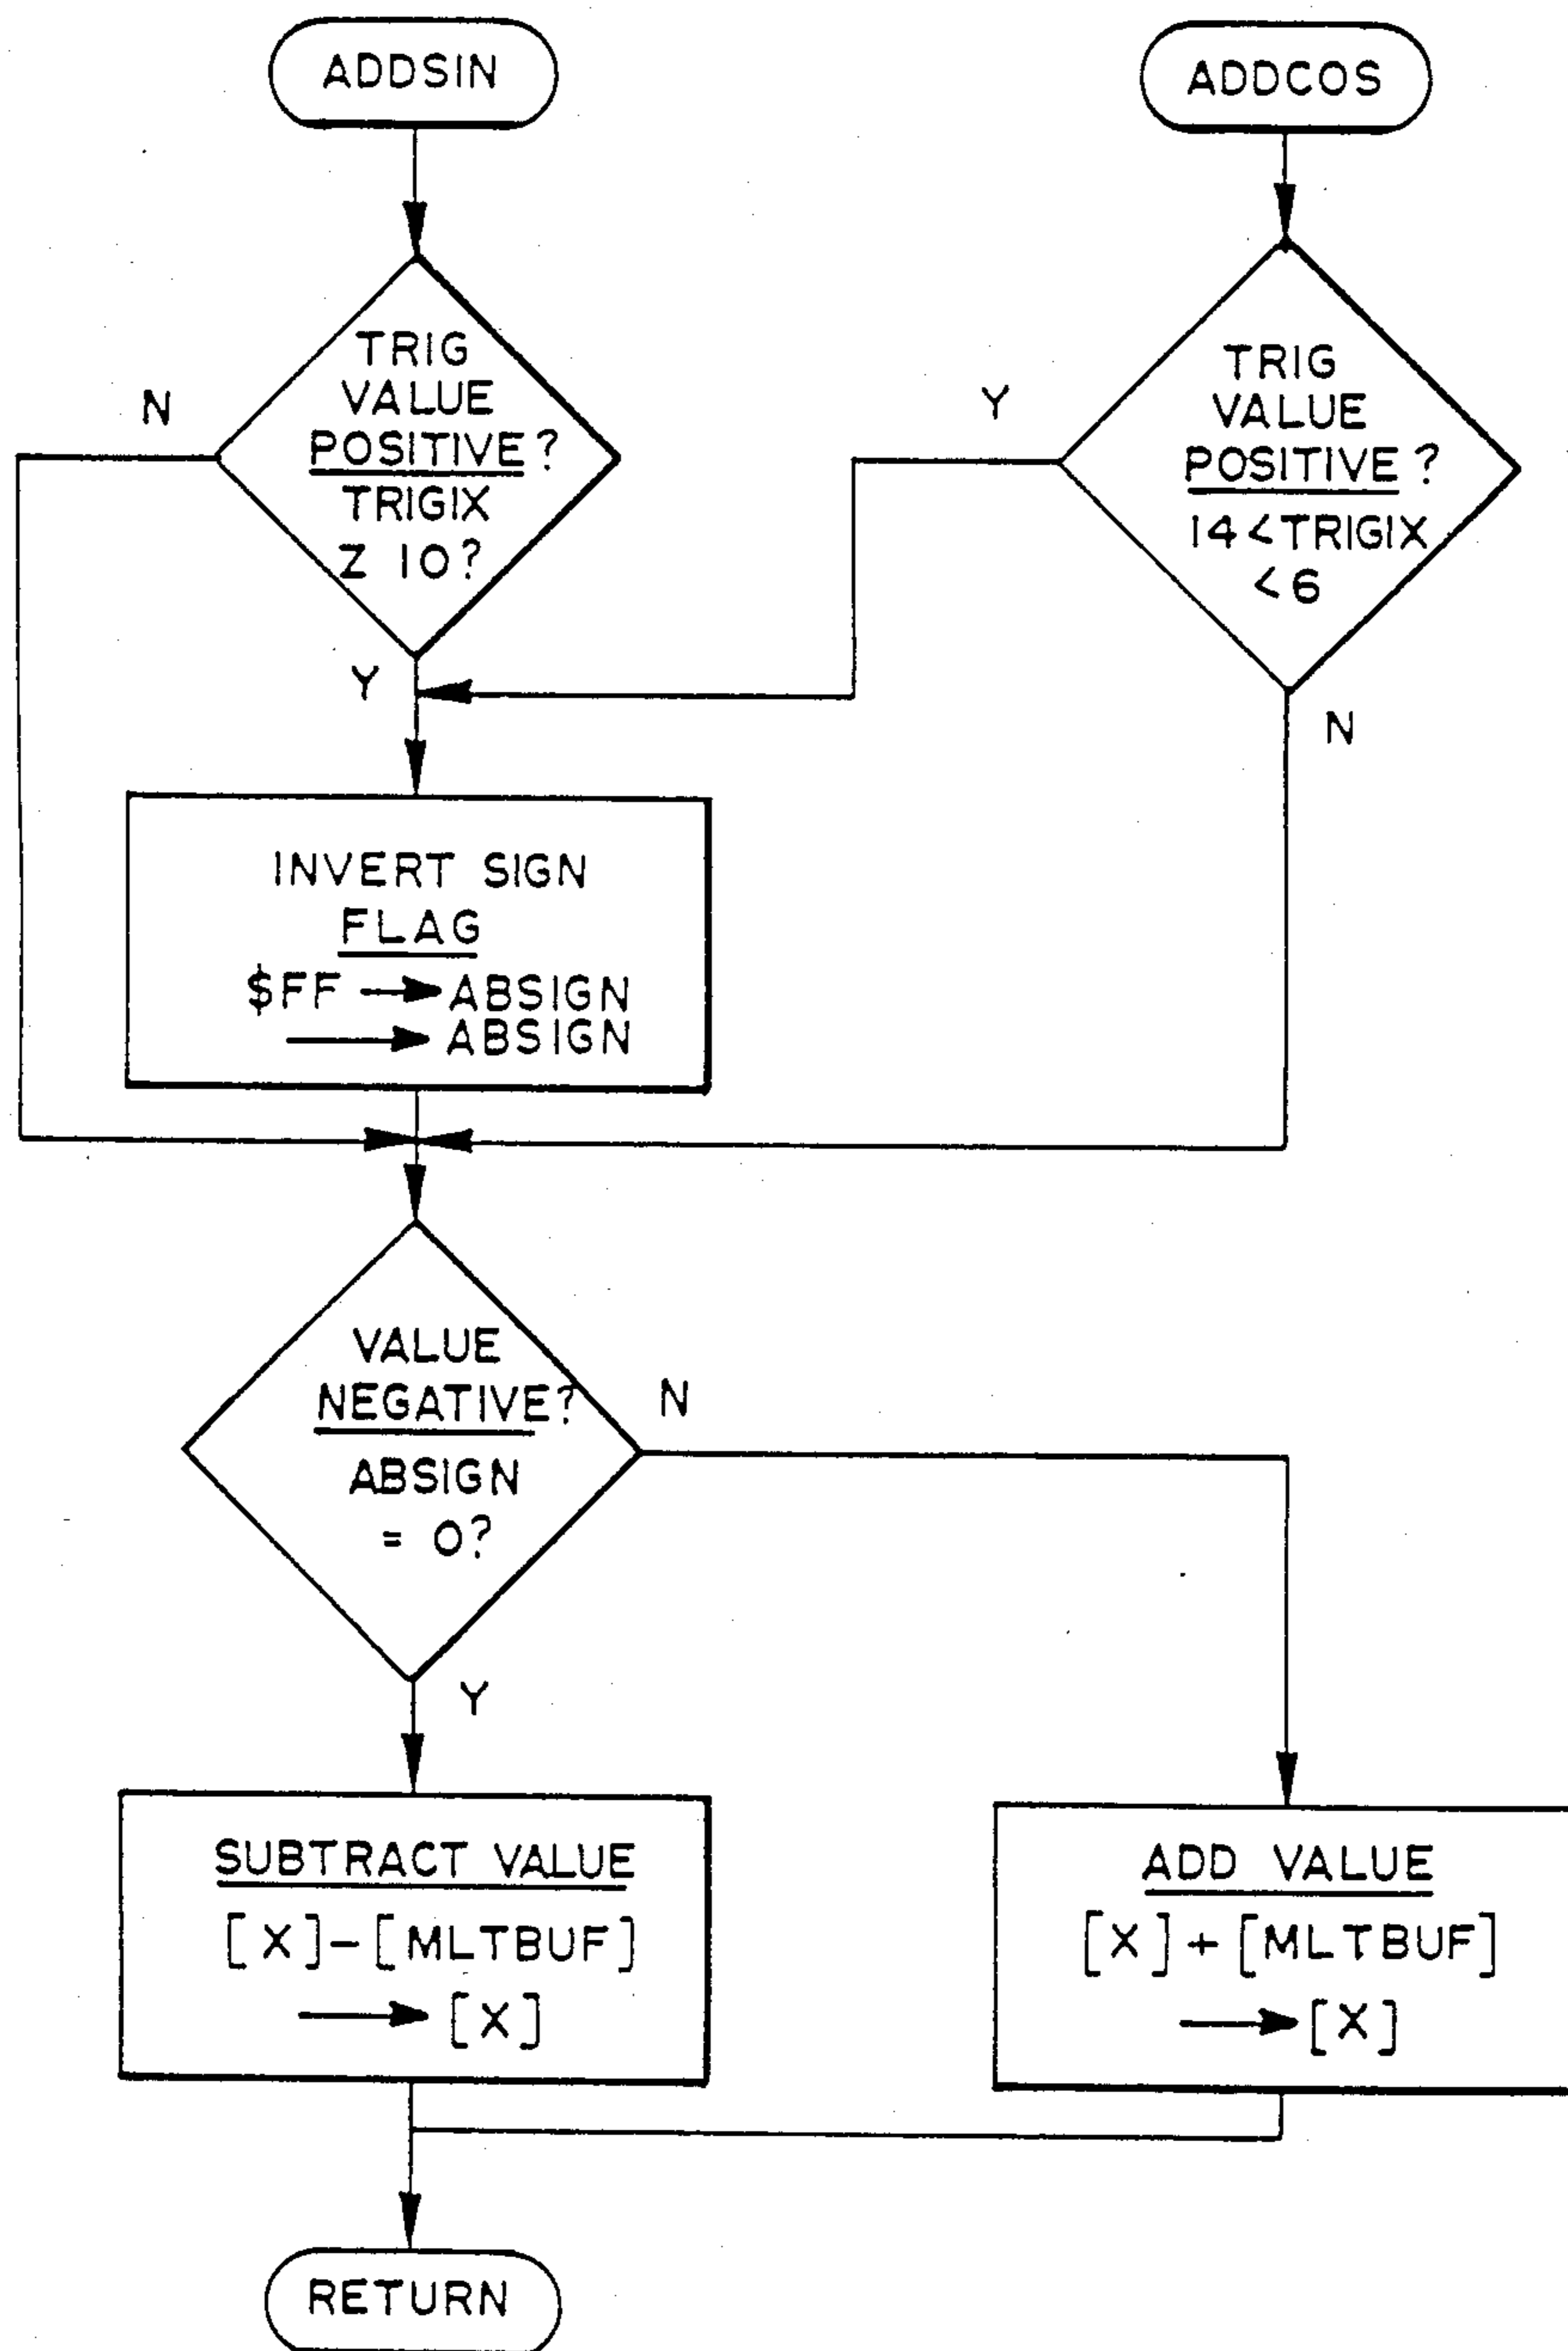 ADDSIN
ADDCOS
TRIG
VALUE
POSITIVE?
TRIGIX
Z 10?
N
Y
TRIG
VALUE
POSITIVE?
14<TRIGIX
<6
Y
N
INVERT SIGN
FLAG
$FF → ABSIGN
→ ABSIGN
VALUE
NEGATIVE?
ABSIGN
= 0?
N
Y
SUBTRACT VALUE
[X]-[MLTBUF]
→ [X]
ADD VALUE
[X]+[MLTBUF]
→ [X]
RETURN